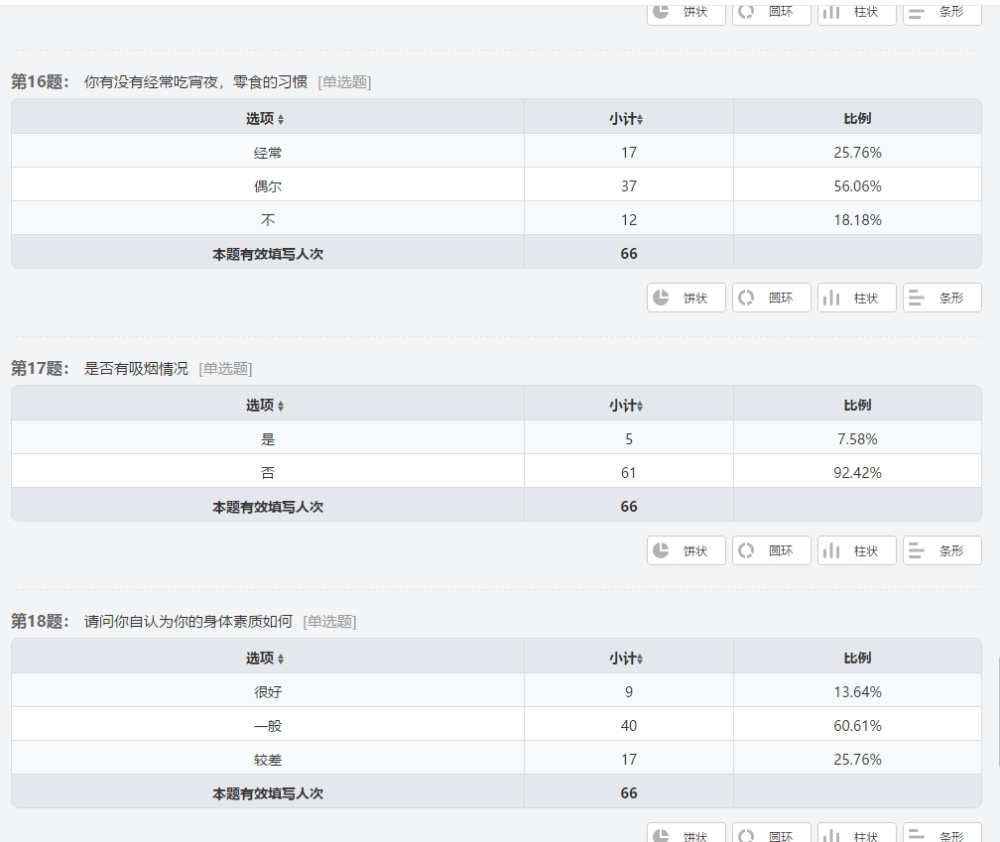 饼状 圆环 柱状 条形
第16题： 你有没有经常吃宵夜，零食的习惯 [单选题]
选项 小计 比例
经常 17 25.76%
偶尔 37 56.06%
不 12 18.18%
本题有效填写人次 66
饼状 圆环 柱状 条形
第17题： 是否有吸烟情况 [单选题]
选项 小计 比例
是 5 7.58%
否 61 92.42%
本题有效填写人次 66
饼状 圆环 柱状 条形
第18题： 请问你自认为你的身体素质如何 [单选题]
选项 小计 比例
很好 9 13.64%
一般 40 60.61%
较差 17 25.76%
本题有效填写人次 66
饼状 圆环 柱状 条形